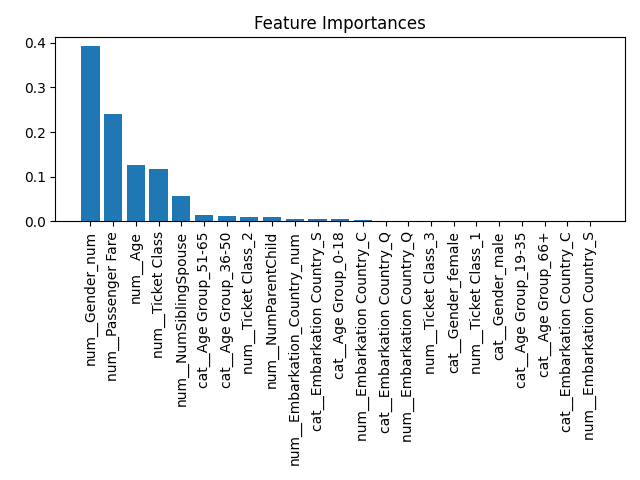 Feature Importances
0.4
0.3
0.2
0.1
0.0
num__Gender_num
num__Passenger Fare
num__Age
num__Ticket Class
num__NumSiblingSpouse
cat__Age Group_51-65
cat__Age Group_36-50
num__Ticket Class_2
num__NumParentChild
num__Embarkation_Country_num
cat__Embarkation Country_S
cat__Age Group_0-18
num__Embarkation Country_C
cat__Embarkation Country_Q
num__Embarkation Country_Q
num__Ticket Class_3
cat__Gender_female
num__Ticket Class_1
cat__Gender_male
cat__Age Group_19-35
cat__Age Group_66+
cat__Embarkation Country_C
num__Embarkation Country_S